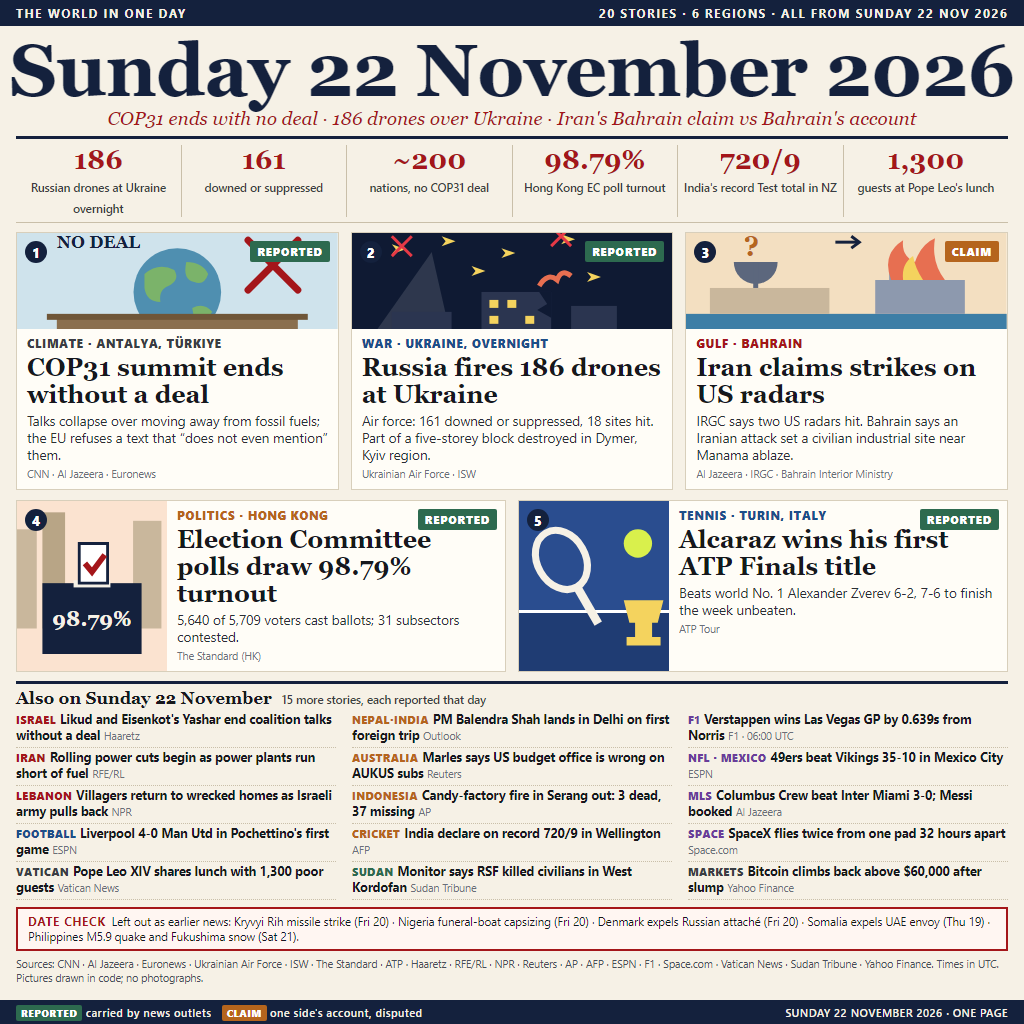 THE WORLD IN ONE DAY
20 STORIES · 6 REGIONS · ALL FROM SUNDAY 22 NOV 2026
Sunday 22 November 2026
COP31 ends with no deal · 186 drones over Ukraine · Iran's Bahrain claim vs Bahrain's account
186
Russian drones at Ukraine
overnight
161
downed or suppressed
~200
nations, no COP31 deal
98.79%
Hong Kong EC poll turnout
720/9
India's record Test total in NZ
1,300
guests at Pope Leo's lunch
1
NO DEAL
REPORTED
CLIMATE · ANTALYA, TÜRKIYE
COP31 summit ends
without a deal
Talks collapse over moving away from fossil fuels;
the EU refuses a text that “does not even mention”
them.
CNN · Al Jazeera · Euronews
2
REPORTED
WAR · UKRAINE, OVERNIGHT
Russia fires 186 drones
at Ukraine
Air force: 161 downed or suppressed, 18 sites hit.
Part of a five-storey block destroyed in Dymer,
Kyiv region.
Ukrainian Air Force · ISW
3
?
CLAIM
GULF · BAHRAIN
Iran claims strikes on
US radars
IRGC says two US radars hit. Bahrain says an
Iranian attack set a civilian industrial site near
Manama ablaze.
Al Jazeera · IRGC · Bahrain Interior Ministry
4
98.79%
POLITICS · HONG KONG
REPORTED
Election Committee
polls draw 98.79%
turnout
5,640 of 5,709 voters cast ballots; 31 subsectors
contested.
The Standard (HK)
5
TENNIS · TURIN, ITALY
REPORTED
Alcaraz wins his first
ATP Finals title
Beats world No. 1 Alexander Zverev 6-2, 7-6 to finish
the week unbeaten.
ATP Tour
Also on Sunday 22 November 15 more stories, each reported that day
ISRAEL Likud and Eisenkot's Yashar end coalition talks
without a deal Haaretz
IRAN Rolling power cuts begin as power plants run
short of fuel RFE/RL
LEBANON Villagers return to wrecked homes as Israeli
army pulls back NPR
FOOTBALL Liverpool 4-0 Man Utd in Pochettino's first
game ESPN
VATICAN Pope Leo XIV shares lunch with 1,300 poor
guests Vatican News
NEPAL-INDIA PM Balendra Shah lands in Delhi on first
foreign trip Outlook
AUSTRALIA Marles says US budget office is wrong on
AUKUS subs Reuters
INDONESIA Candy-factory fire in Serang out: 3 dead,
37 missing AP
CRICKET India declare on record 720/9 in Wellington
AFP
SUDAN Monitor says RSF killed civilians in West
Kordofan Sudan Tribune
F1 Verstappen wins Las Vegas GP by 0.639s from
Norris F1 · 06:00 UTC
NFL · MEXICO 49ers beat Vikings 35-10 in Mexico City
ESPN
MLS Columbus Crew beat Inter Miami 3-0; Messi
booked Al Jazeera
SPACE SpaceX flies twice from one pad 32 hours apart
Space.com
MARKETS Bitcoin climbs back above $60,000 after
slump Yahoo Finance
DATE CHECK Left out as earlier news: Kryvyi Rih missile strike (Fri 20) · Nigeria funeral-boat capsizing (Fri 20) · Denmark expels Russian attaché (Fri 20) · Somalia expels UAE envoy (Thu 19) ·
Philippines M5.9 quake and Fukushima snow (Sat 21).
Sources: CNN · Al Jazeera · Euronews · Ukrainian Air Force · ISW · The Standard · ATP · Haaretz · RFE/RL · NPR · Reuters · AP · AFP · ESPN · F1 · Space.com · Vatican News · Sudan Tribune · Yahoo Finance. Times in UTC.
Pictures drawn in code; no photographs.
REPORTED carried by news outlets CLAIM one side's account, disputed
SUNDAY 22 NOVEMBER 2026 · ONE PAGE